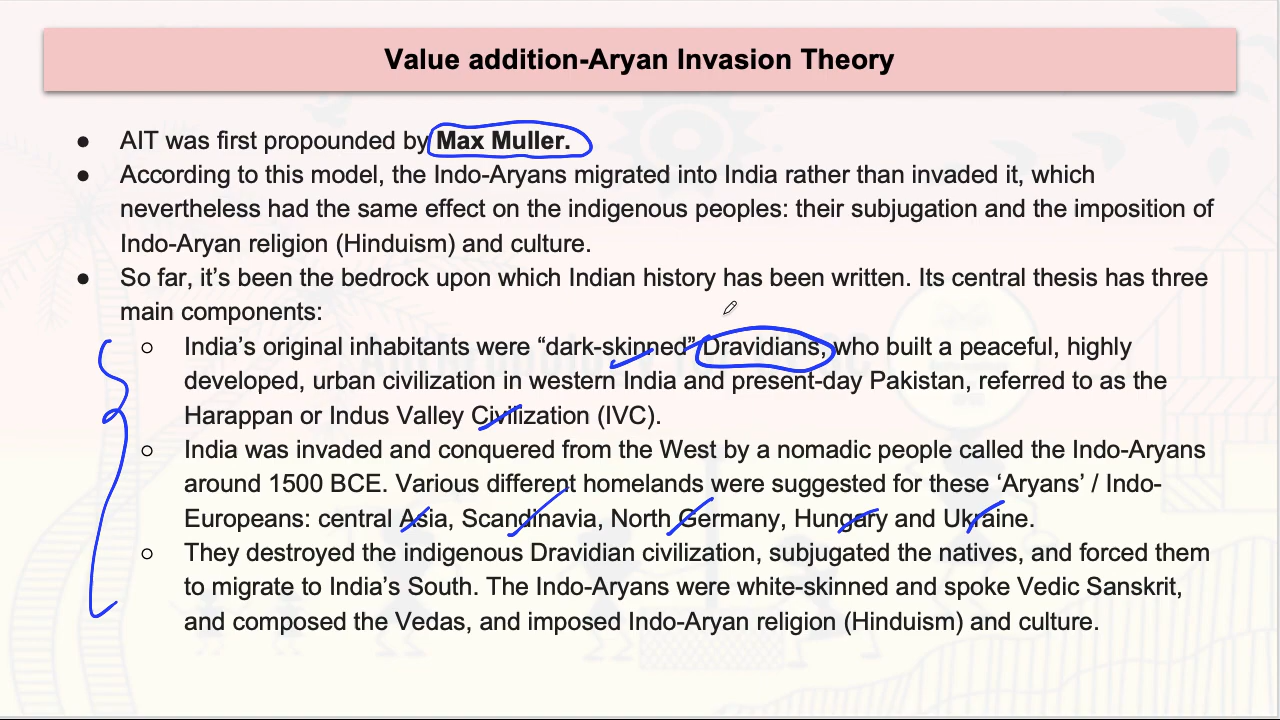 Value addition-Aryan Invasion Theory
● AIT was first propounded by Max Muller.
● According to this model, the Indo-Aryans migrated into India rather than invaded it, which
nevertheless had the same effect on the indigenous peoples: their subjugation and the imposition of
Indo-Aryan religion (Hinduism) and culture.
● So far, it’s been the bedrock upon which Indian history has been written. Its central thesis has three
main components:
○ India’s original inhabitants were “dark-skinned” Dravidians, who built a peaceful, highly
developed, urban civilization in western India and present-day Pakistan, referred to as the
Harappan or Indus Valley Civilization (IVC).
○ India was invaded and conquered from the West by a nomadic people called the Indo-Aryans
around 1500 BCE. Various different homelands were suggested for these ‘Aryans’ / Indo-
Europeans: central Asia, Scandinavia, North Germany, Hungary and Ukraine.
○ They destroyed the indigenous Dravidian civilization, subjugated the natives, and forced them
to migrate to India’s South. The Indo-Aryans were white-skinned and spoke Vedic Sanskrit,
and composed the Vedas, and imposed Indo-Aryan religion (Hinduism) and culture.